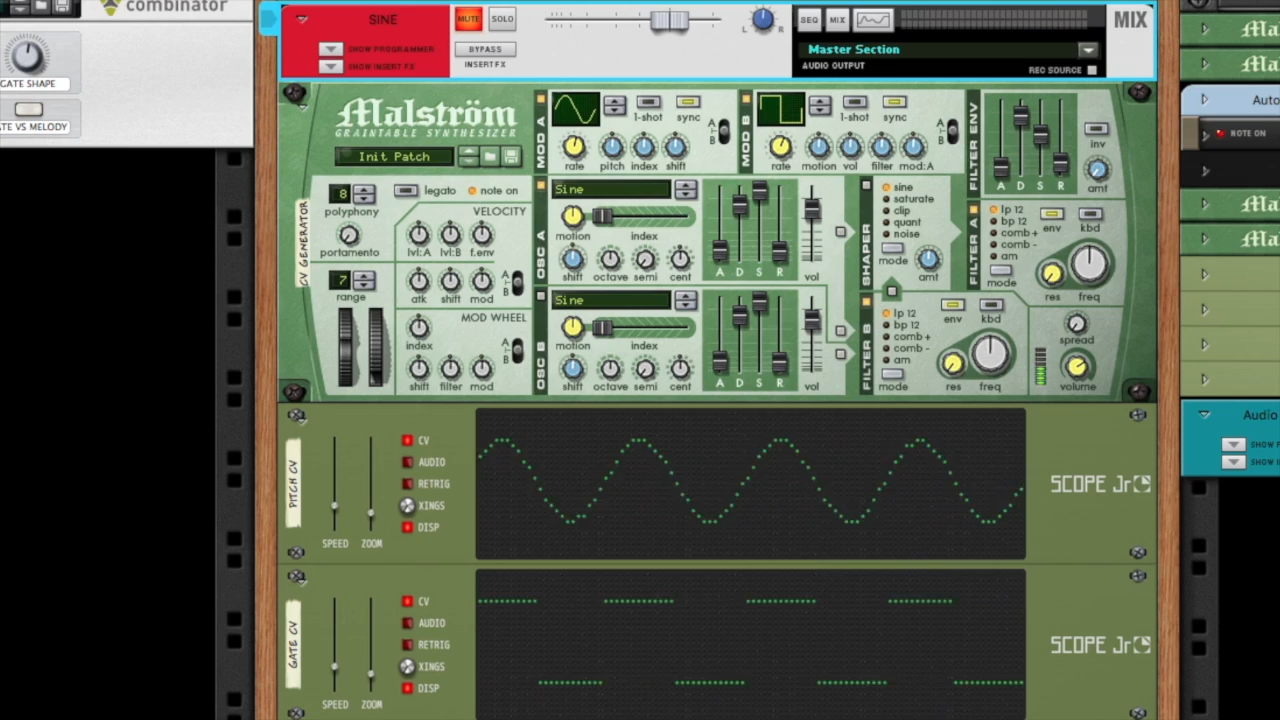 combinator
GATE SHAPE
ATE VS MELODY
SINE
MUTE
SOLO
SHOW PROGRAMMER
SHOW INSERT FX
BYPASS
INSERT FX
L R
SEQ
MIX
Master Section
AUDIO OUTPUT
REC SOURCE
MIX
Malström
GRAINTABLE SYNTHESIZER
Init Patch
MOD A
1-shot
sync
A
B
rate
pitch
index
shift
MOD B
1-shot
sync
A
B
rate
motion
vol
filter
mod:A
FILTER ENV
A D S R
inv
amt
CV GENERATOR
8
polyphony
portamento
7
range
legato
note on
VELOCITY
lvl:A
lvl:B
f.env
atk
shift
mod
A
B
MOD WHEEL
index
A
B
shift
filter
mod
OSC A
Sine
motion
index
shift
octave
semi
cent
A D S R
vol
OSC B
Sine
motion
index
shift
octave
semi
cent
A D S R
vol
SHAPER
sine
saturate
clip
quant
noise
mode
amt
FILTER A
lp 12
bp 12
comb +
comb -
am
mode
env
kbd
res
freq
FILTER B
lp 12
bp 12
comb +
comb -
am
mode
env
kbd
res
freq
spread
volume
PITCH CV
SPEED
ZOOM
CV
AUDIO
RETRIG
XINGS
DISP
SCOPE Jr
GATE CV
SPEED
ZOOM
CV
AUDIO
RETRIG
XINGS
DISP
SCOPE Jr
Mal
Mal
Auto
NOTE ON
Mal
Mal
Audio
SHOW P
SHOW I